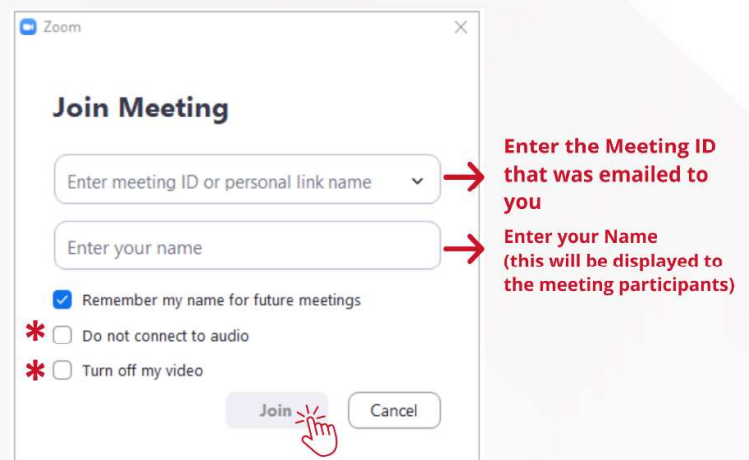 Zoom
Join Meeting
Enter meeting ID or personal link name
Enter your name
Remember my name for future meetings
* Do not connect to audio
* Turn off my video
Join
Cancel
Enter the Meeting ID
that was emailed to
you
Enter your Name
(this will be displayed to
the meeting participants)